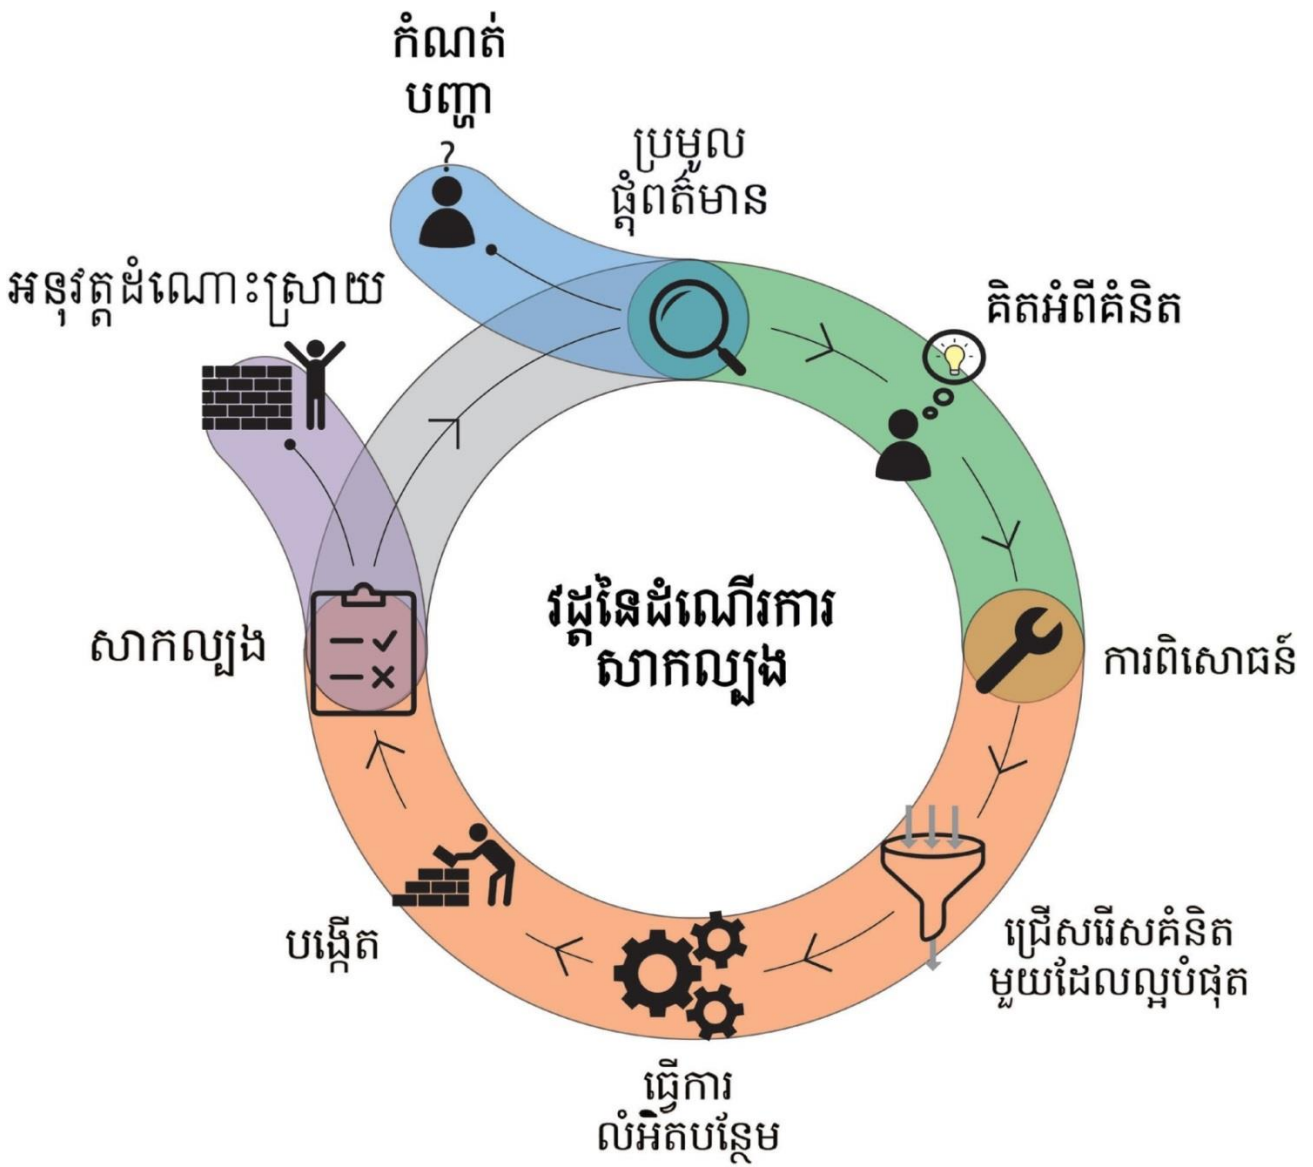 កំណត់
បញ្ហា
?
ប្រមូល
ផ្តុំពត៌មាន
អនុវត្តដំណោះស្រាយ
គិតអំពីគំនិត
វដ្តនៃដំណើរការ
សាកល្បង
សាកល្បង
ការពិសោធន៍
បង្កើត
ជ្រើសរើសគំនិត
មួយដែលល្អបំផុត
ធ្វើការ
លំអិតបន្ថែម